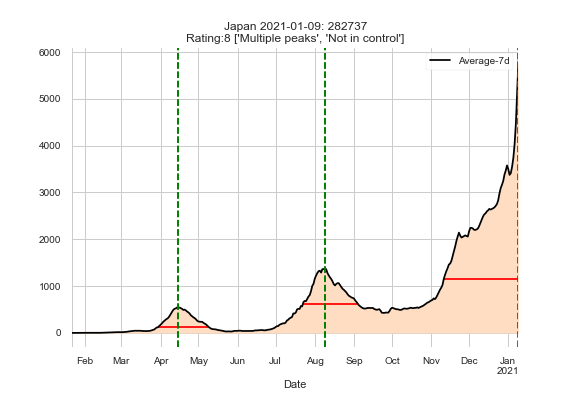 Japan 2021-01-09: 282737
Rating:8 ['Multiple peaks', 'Not in control']
Average-7d
6000
5000
4000
3000
2000
1000
0
Feb Mar Apr May Jun Jul Aug Sep Oct Nov Dec Jan
2021
Date